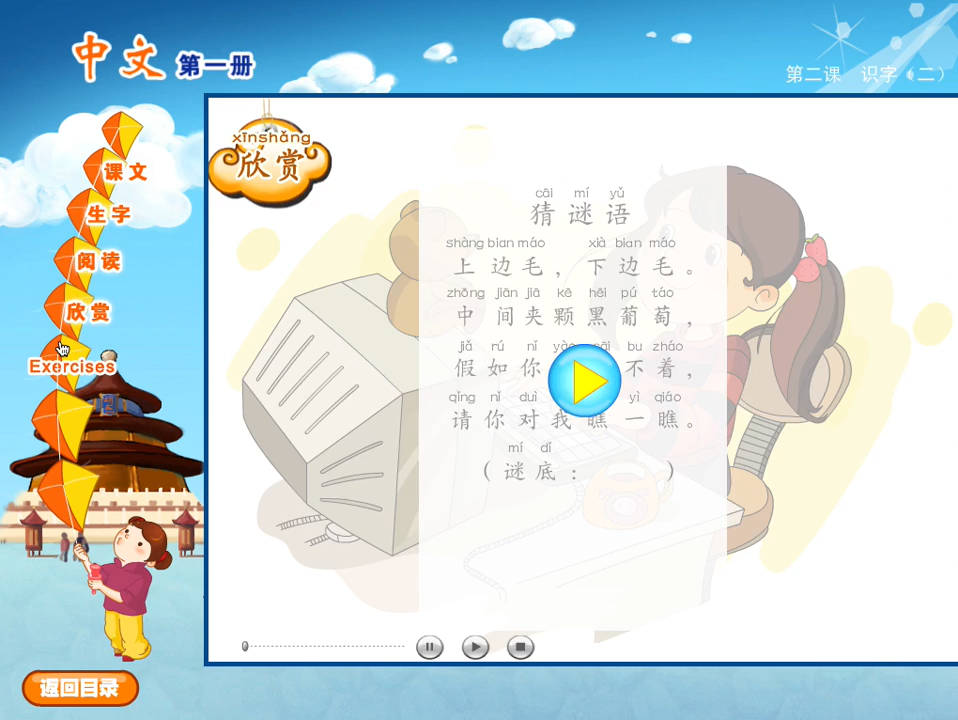 中文 第一册
第二课 识字（二）
课文
生字
阅读
欣赏
Exercises
返回目录
xīnshǎng
欣赏
cāi mí yǔ
猜谜语
shàng bian máo xià bian máo
上边毛，下边毛。
zhōng jiān jiā kē hēi pú táo
中间夹颗黑葡萄，
jiǎ rú nǐ bu zháo
假如你 不着，
qǐng nǐ duì yì qiáo
请你对我瞧一瞧。
mí dǐ
（谜底： ）